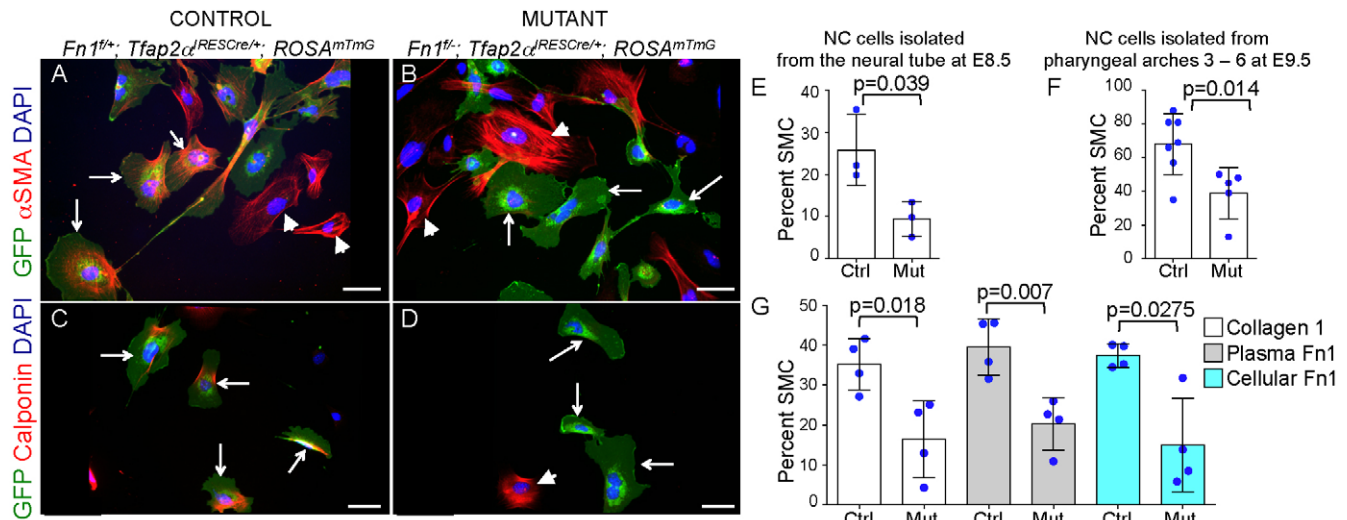 CONTROL
MUTANT
Fn1f/+; Tfap2αIRESCre/+; ROSAmTmG
Fn1f/-; Tfap2αIRESCre/+; ROSAmTmG
GFP αSMA DAPI
A
B
GFP Calponin DAPI
C
D
NC cells isolated
from the neural tube at E8.5
E
p=0.039
Percent SMC
40
30
20
10
0
Ctrl Mut
NC cells isolated from
pharyngeal arches 3 – 6 at E9.5
F
p=0.014
Percent SMC
100
80
60
40
20
0
Ctrl Mut
G
p=0.018
p=0.007
p=0.0275
Percent SMC
50
40
30
20
10
0
Ctrl Mut Ctrl Mut Ctrl Mut
Collagen 1
Plasma Fn1
Cellular Fn1